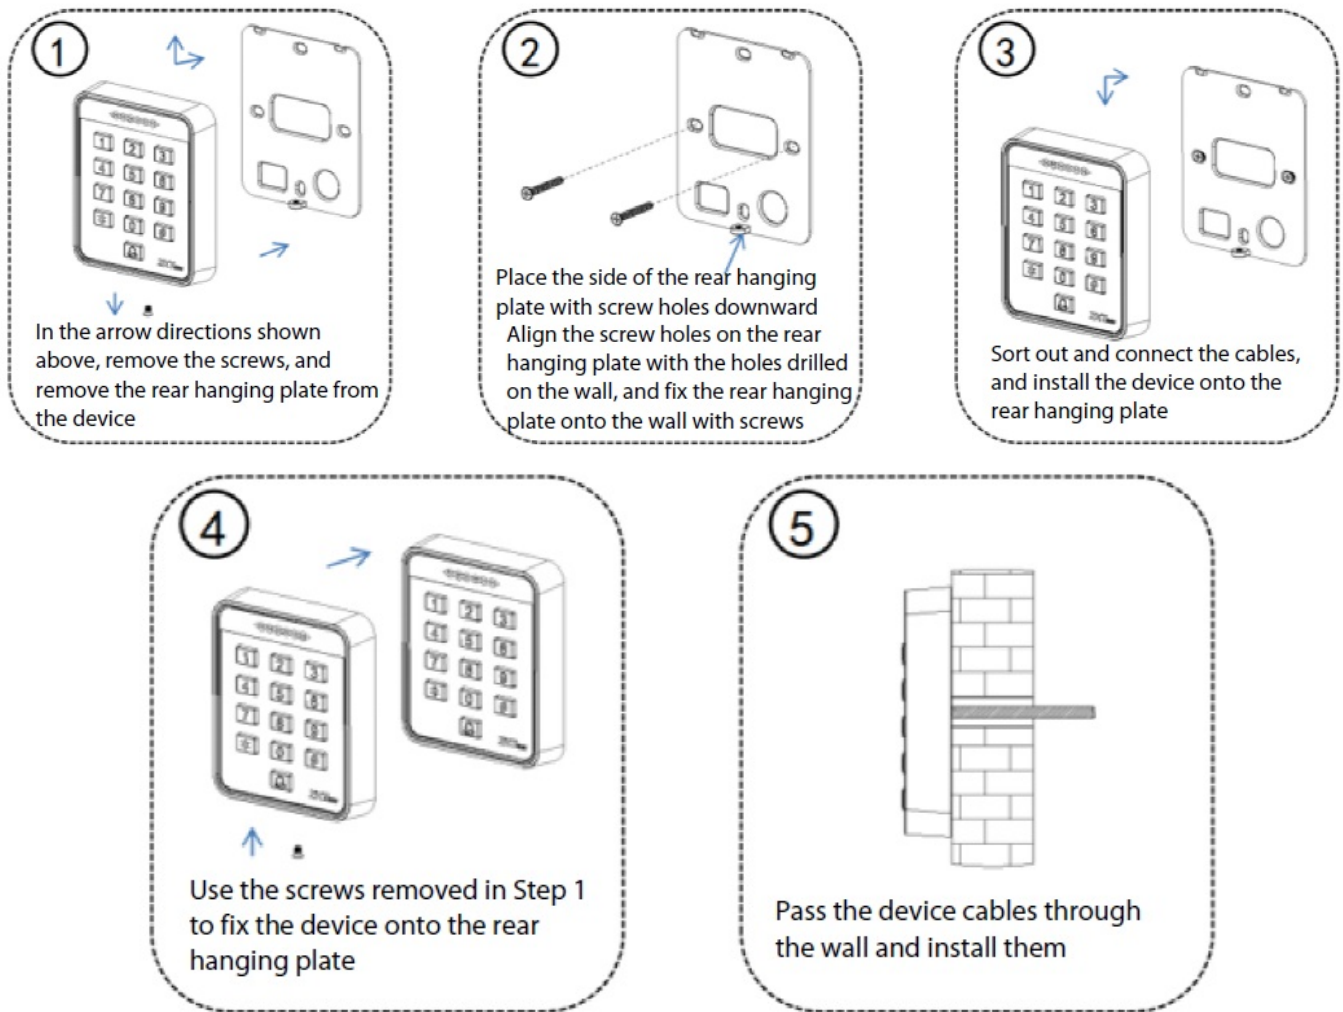 1
In the arrow directions shown
above, remove the screws, and
remove the rear hanging plate from
the device
2
Place the side of the rear hanging
plate with screw holes downward
Align the screw holes on the rear
hanging plate with the holes drilled
on the wall, and fix the rear hanging
plate onto the wall with screws
3
Sort out and connect the cables,
and install the device onto the
rear hanging plate
4
Use the screws removed in Step 1
to fix the device onto the rear
hanging plate
5
Pass the device cables through
the wall and install them